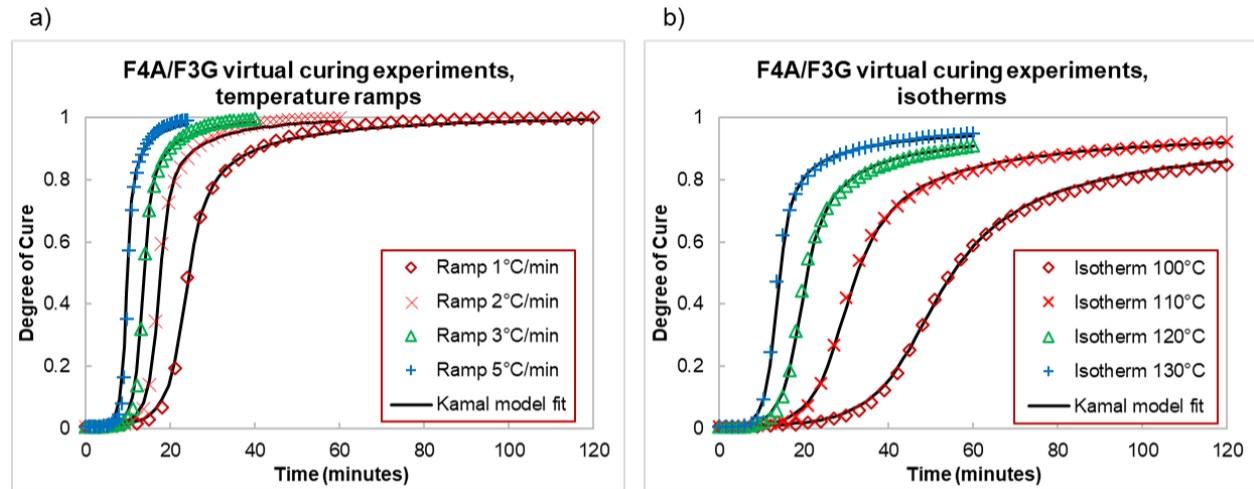 a)
F4A/F3G virtual curing experiments,
temperature ramps
Degree of Cure
1
0.8
0.6
0.4
0.2
0
0 20 40 60 80 100 120
Time (minutes)
Ramp 1°C/min
Ramp 2°C/min
Ramp 3°C/min
Ramp 5°C/min
Kamal model fit
b)
F4A/F3G virtual curing experiments,
isotherms
Degree of Cure
1
0.8
0.6
0.4
0.2
0
0 20 40 60 80 100 120
Time (minutes)
Isotherm 100°C
Isotherm 110°C
Isotherm 120°C
Isotherm 130°C
Kamal model fit